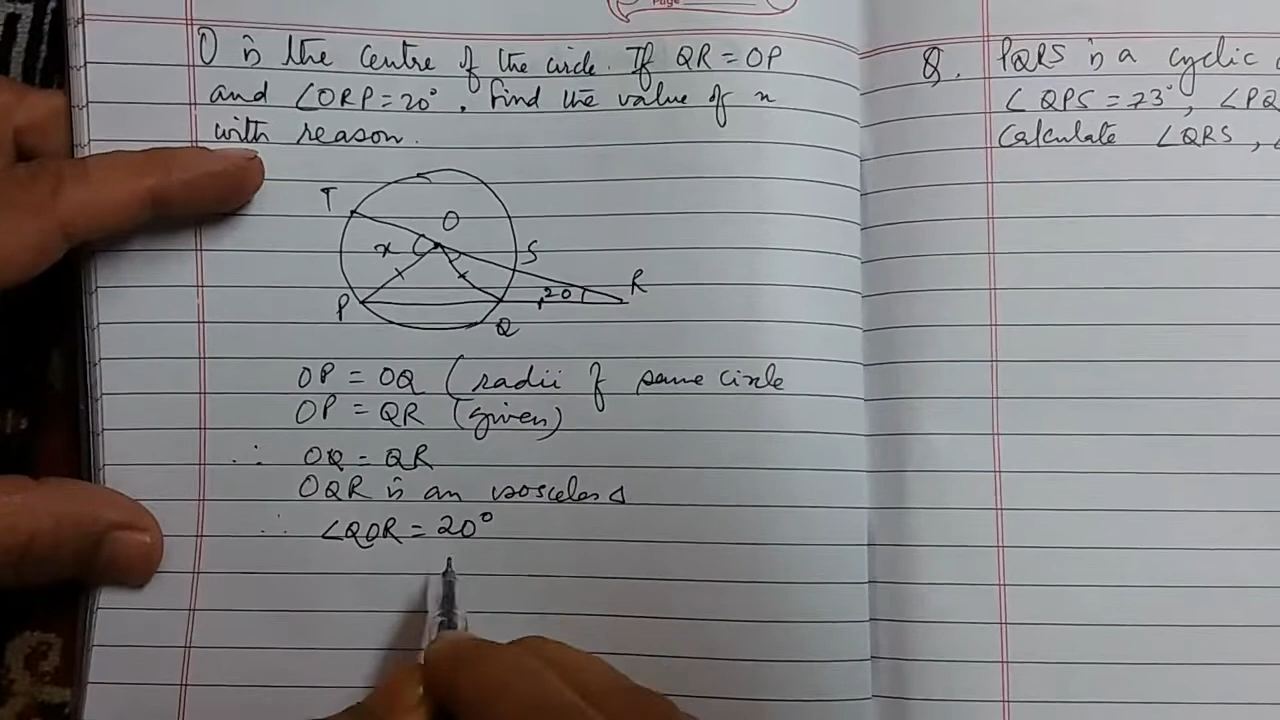 Page
O is the centre of the circle. If QR = OP
and ∠ORP = 20°, find the value of x
with reason.
T
O
x
S
R
20
P
Q
OP = OQ (radii of same circle
OP = QR (given)
∴ OQ = QR
OQR is an isosceles Δ
∴ ∠QOR = 20°
Q. PQRS is a cyclic
∠QPS = 73°, ∠PQ
Calculate ∠QRS, ∠